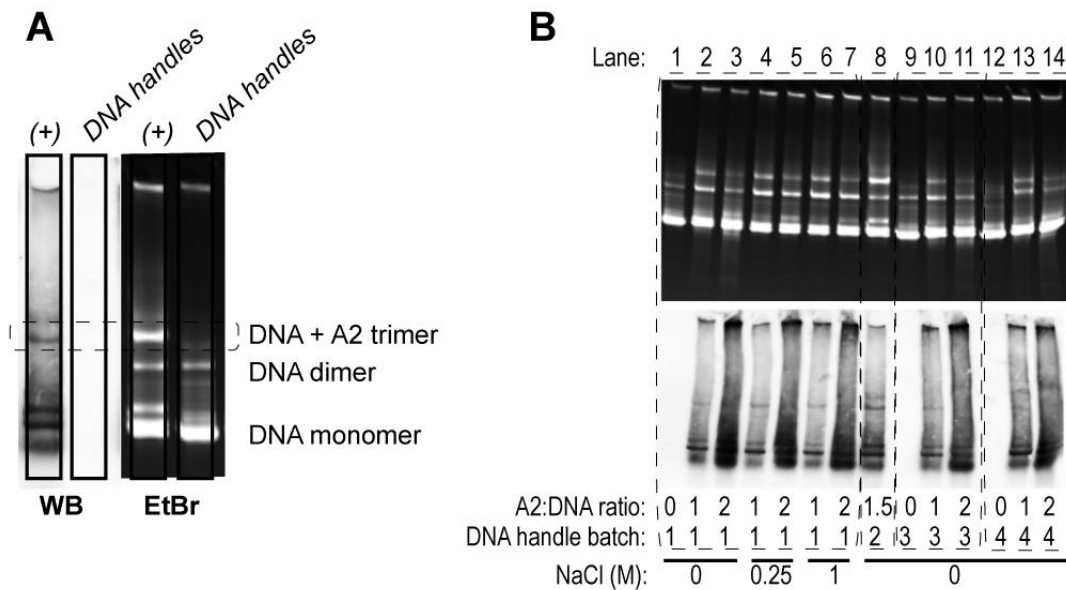 A
(+)
DNA handles
(+)
DNA handles
DNA + A2 trimer
DNA dimer
DNA monomer
WB
EtBr
B
Lane: 1 2 3 4 5 6 7 8 9 10 11 12 13 14
A2:DNA ratio: 0 1 2 1 2 1 2 1.5 0 1 2 0 1 2
DNA handle batch: 1 1 1 1 1 1 1 2 3 3 3 4 4 4
NaCl (M): 0 0.25 1 0